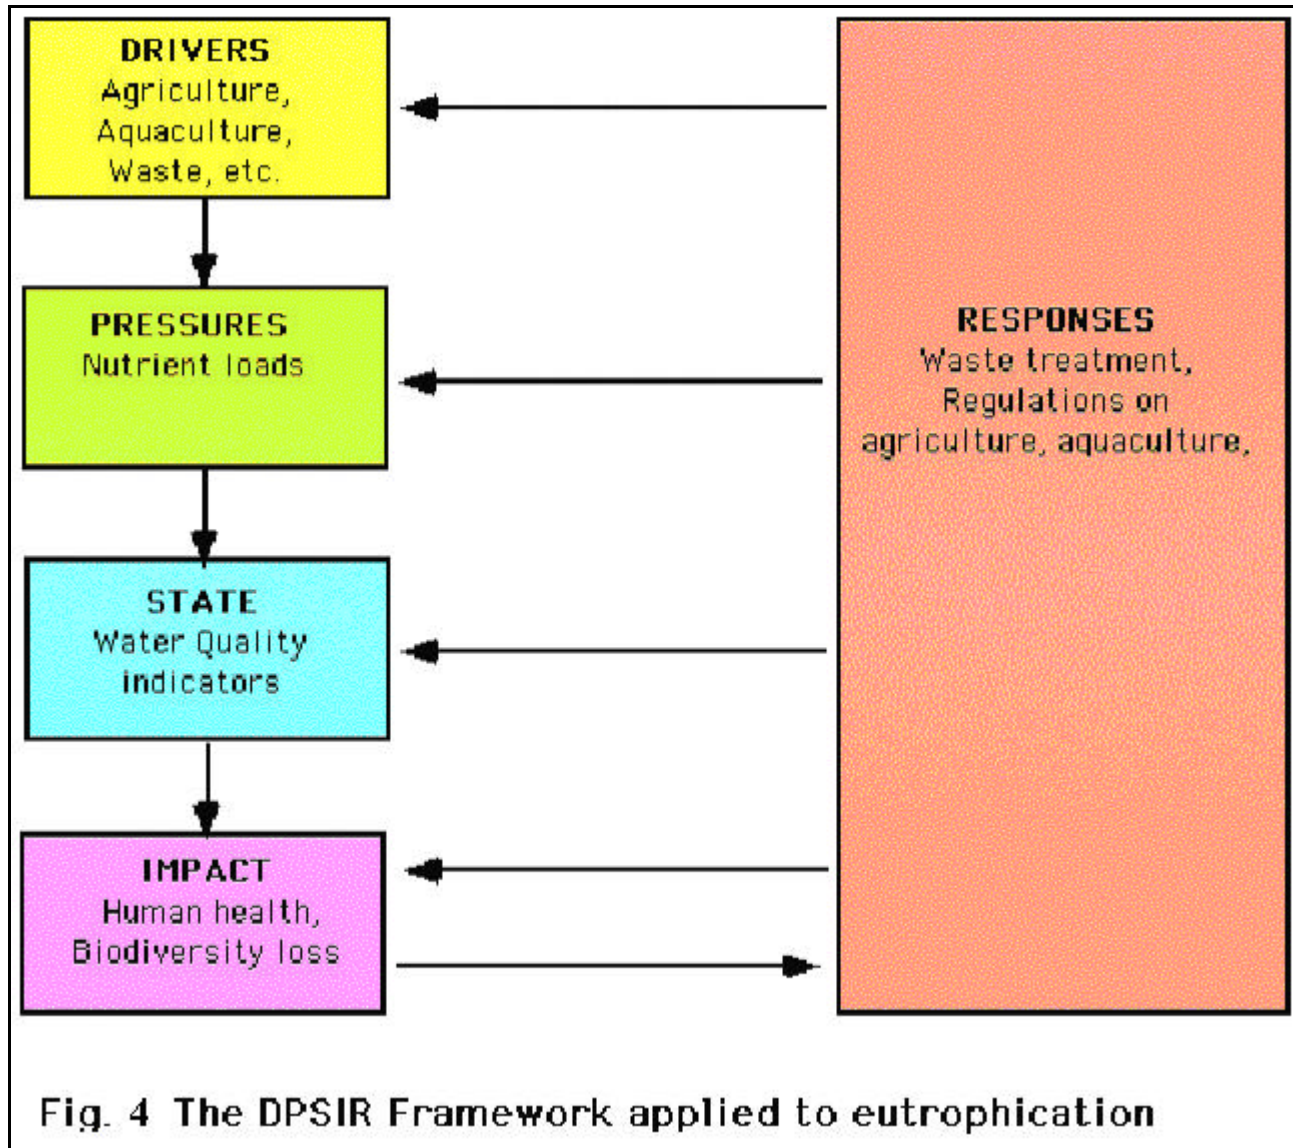 DRIVERS
Agriculture,
Aquaculture,
Waste, etc.
PRESSURES
Nutrient loads
STATE
Water Quality
indicators
IMPACT
Human health,
Biodiversity loss
RESPONSES
Waste treatment,
Regulations on
agriculture, aquaculture,
Fig. 4 The DPSIR Framework applied to eutrophication